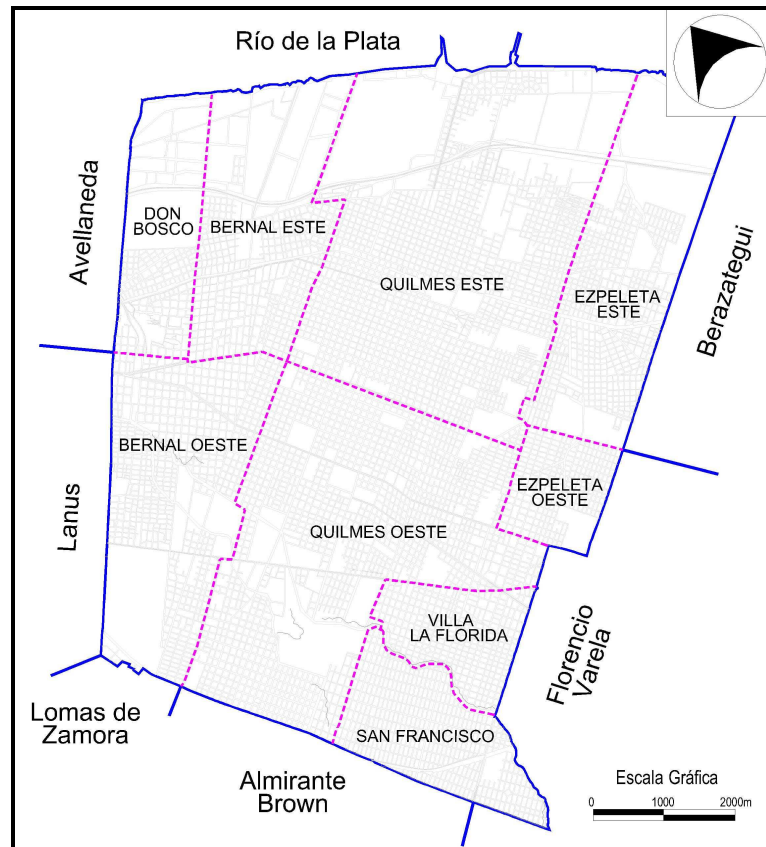 Río de la Plata
Avellaneda
DON
BOSCO
BERNAL ESTE
QUILMES ESTE
EZPELETA
ESTE
Berazategui
BERNAL OESTE
EZPELETA
OESTE
Lanus
QUILMES OESTE
VILLA
LA FLORIDA
Florencio
Varela
SAN FRANCISCO
Lomas de
Zamora
Almirante
Brown
Escala Gráfica
0 1000 2000m